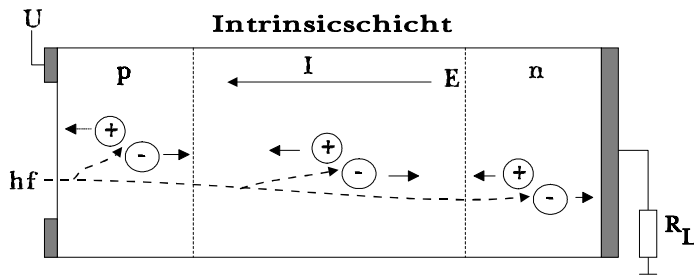 U
Intrinsicschicht
p
I
E
n
+
-
+
-
+
-
hf
R_L